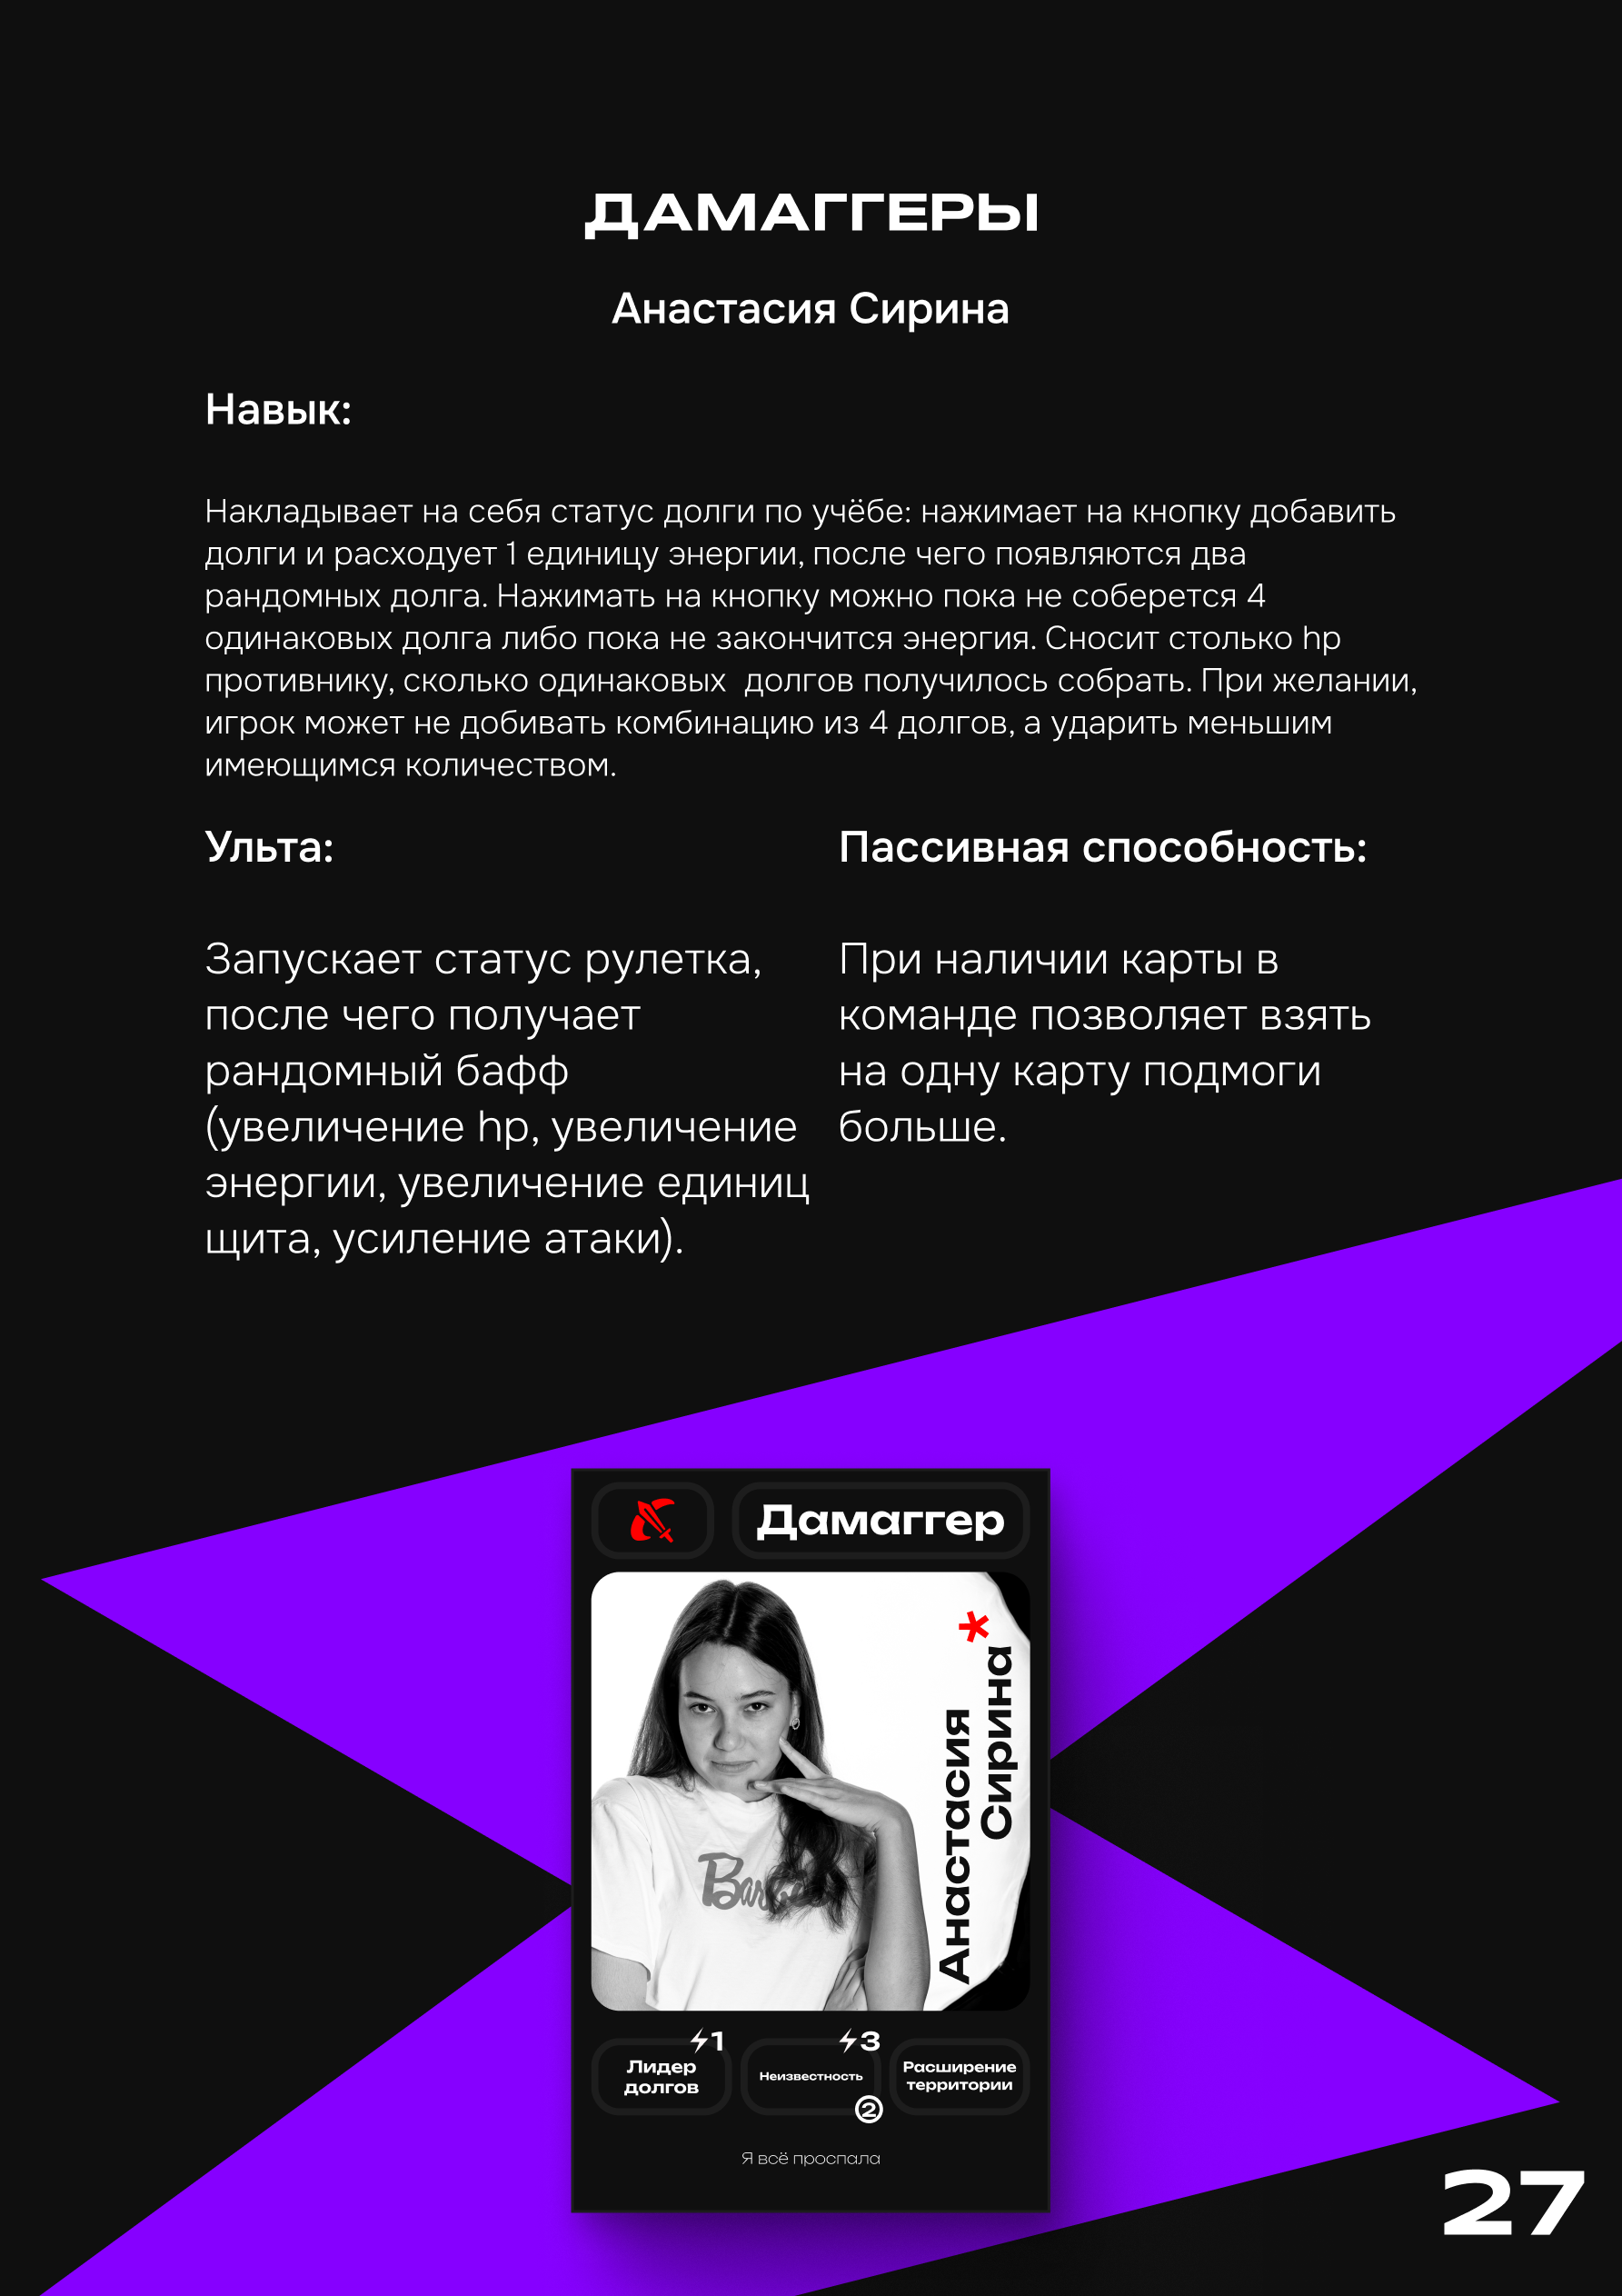 ДАМАГГЕРЫ
Анастасия Сирина
Навык:
Накладывает на себя статус долги по учёбе: нажимает на кнопку добавить
долги и расходует 1 единицу энергии, после чего появляются два
рандомных долга. Нажимать на кнопку можно пока не соберется 4
одинаковых долга либо пока не закончится энергия. Сносит столько hp
противнику, сколько одинаковых  долгов получилось собрать. При желании,
игрок может не добивать комбинацию из 4 долгов, а ударить меньшим
имеющимся количеством.
Ульта:
Запускает статус рулетка,
после чего получает
рандомный бафф
(увеличение hp, увеличение
энергии, увеличение единиц
щита, усиление атаки).
Пассивная способность:
При наличии карты в
команде позволяет взять
на одну карту подмоги
больше.
Дамаггер
Анастасия
Сирина*
1
Лидер
долгов
3
Неизвестность
2
Расширение
территории
Я всё проспала
27